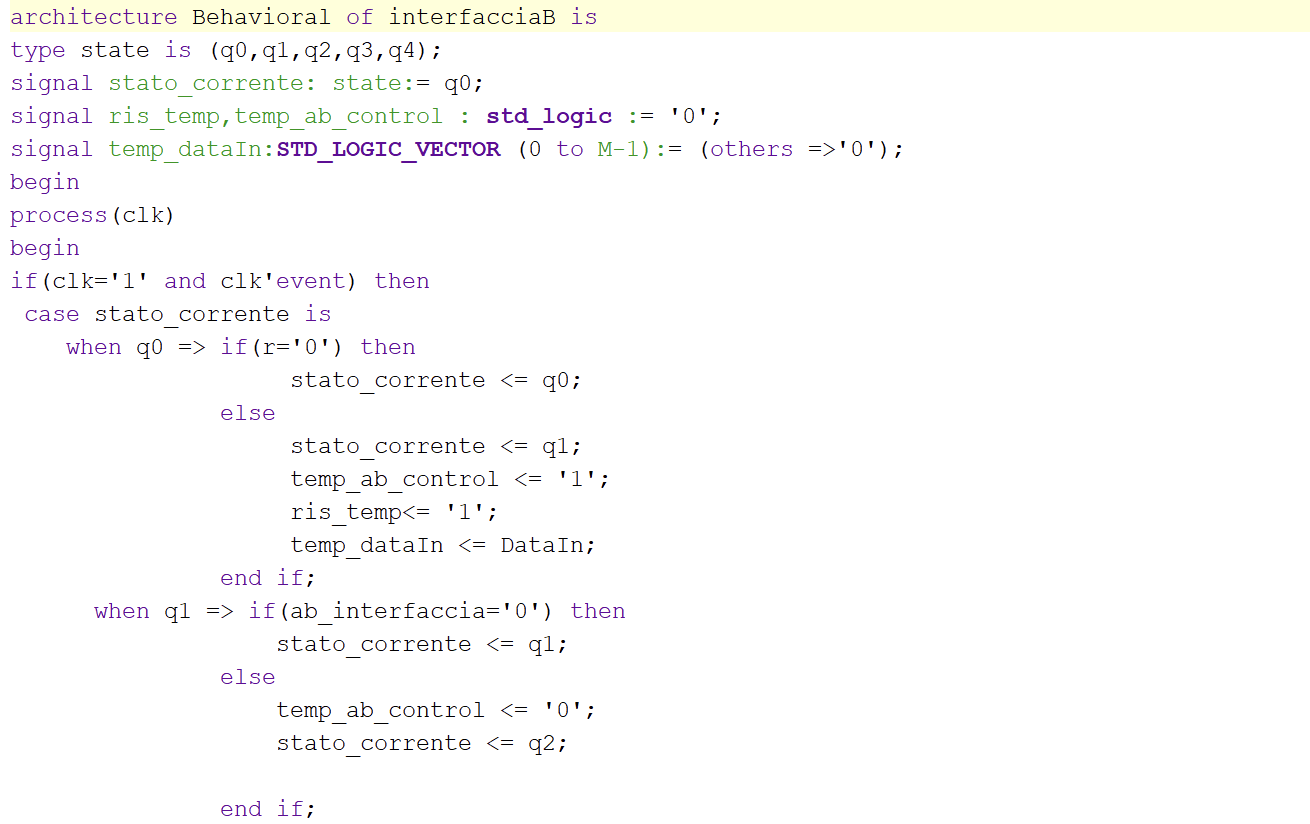 architecture Behavioral of interfacciaB is
type state is (q0,q1,q2,q3,q4);
signal stato_corrente: state:= q0;
signal ris_temp,temp_ab_control : std_logic := '0';
signal temp_dataIn:STD_LOGIC_VECTOR (0 to M-1):= (others =>'0');
begin
process(clk)
begin
if(clk='1' and clk'event) then
 case stato_corrente is
    when q0 => if(r='0') then
                    stato_corrente <= q0;
               else
                    stato_corrente <= q1;
                    temp_ab_control <= '1';
                    ris_temp<= '1';
                    temp_dataIn <= DataIn;
               end if;
      when q1 => if(ab_interfaccia='0') then
                   stato_corrente <= q1;
               else
                   temp_ab_control <= '0';
                   stato_corrente <= q2;

               end if;